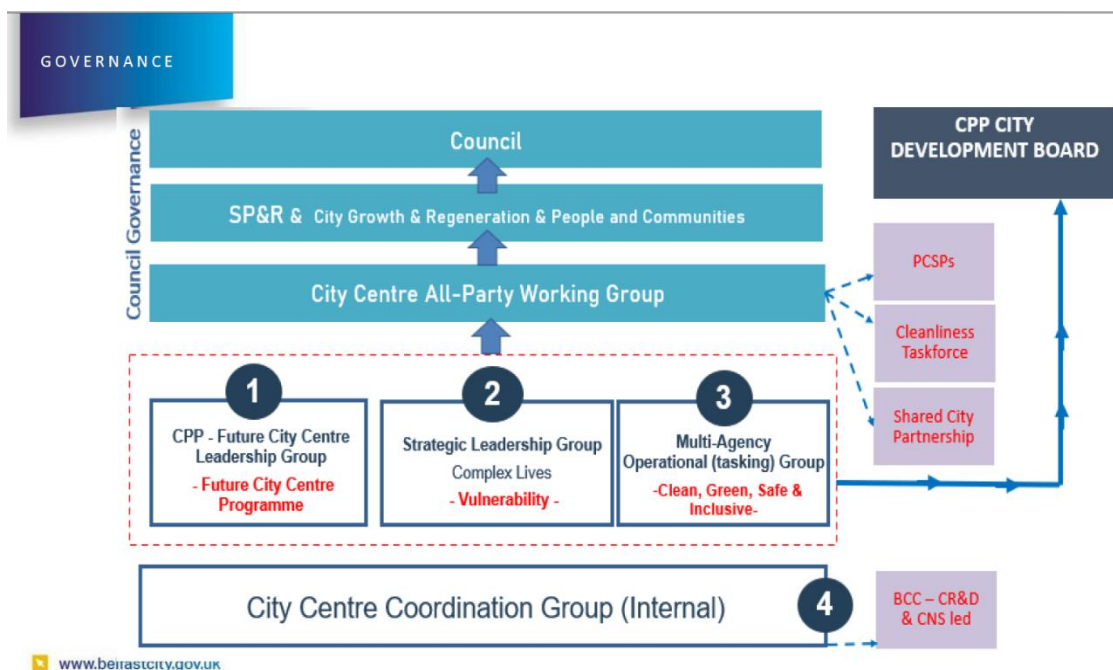 GOVERNANCE
Council Governance
Council
SP&R & City Growth & Regeneration & People and Communities
City Centre All-Party Working Group
CPP CITY
DEVELOPMENT BOARD
PCSPs
Cleanliness
Taskforce
Shared City
Partnership
1
CPP - Future City Centre
Leadership Group
- Future City Centre
Programme
2
Strategic Leadership Group
Complex Lives
- Vulnerability -
3
Multi-Agency
Operational (tasking) Group
-Clean, Green, Safe &
Inclusive-
City Centre Coordination Group (Internal)
4
BCC – CR&D
& CNS led
www.belfastcity.gov.uk